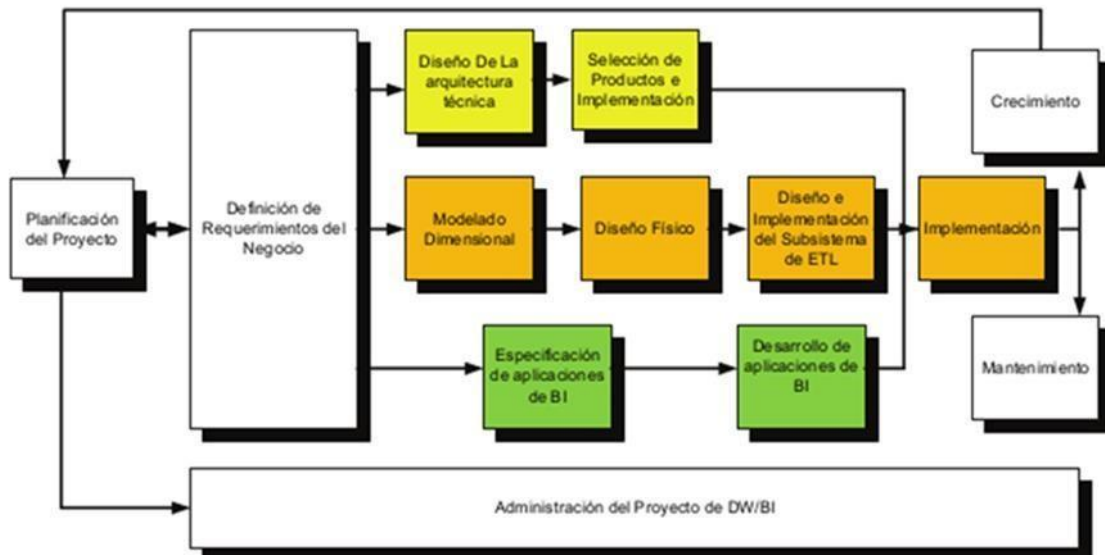 Diseño De La
arquitectura
técnica
Selección de
Productos e
Implementación
Crecimiento
Planificación
del Proyecto
Definición de
Requerimientos del
Negocio
Modelado
Dimensional
Diseño Físico
Diseño e
Implementación
del Subsistema
de ETL
Implementación
Especificación
de aplicaciones
de BI
Desarrollo de
aplicaciones de
BI
Mantenimiento
Administración del Proyecto de DW/BI